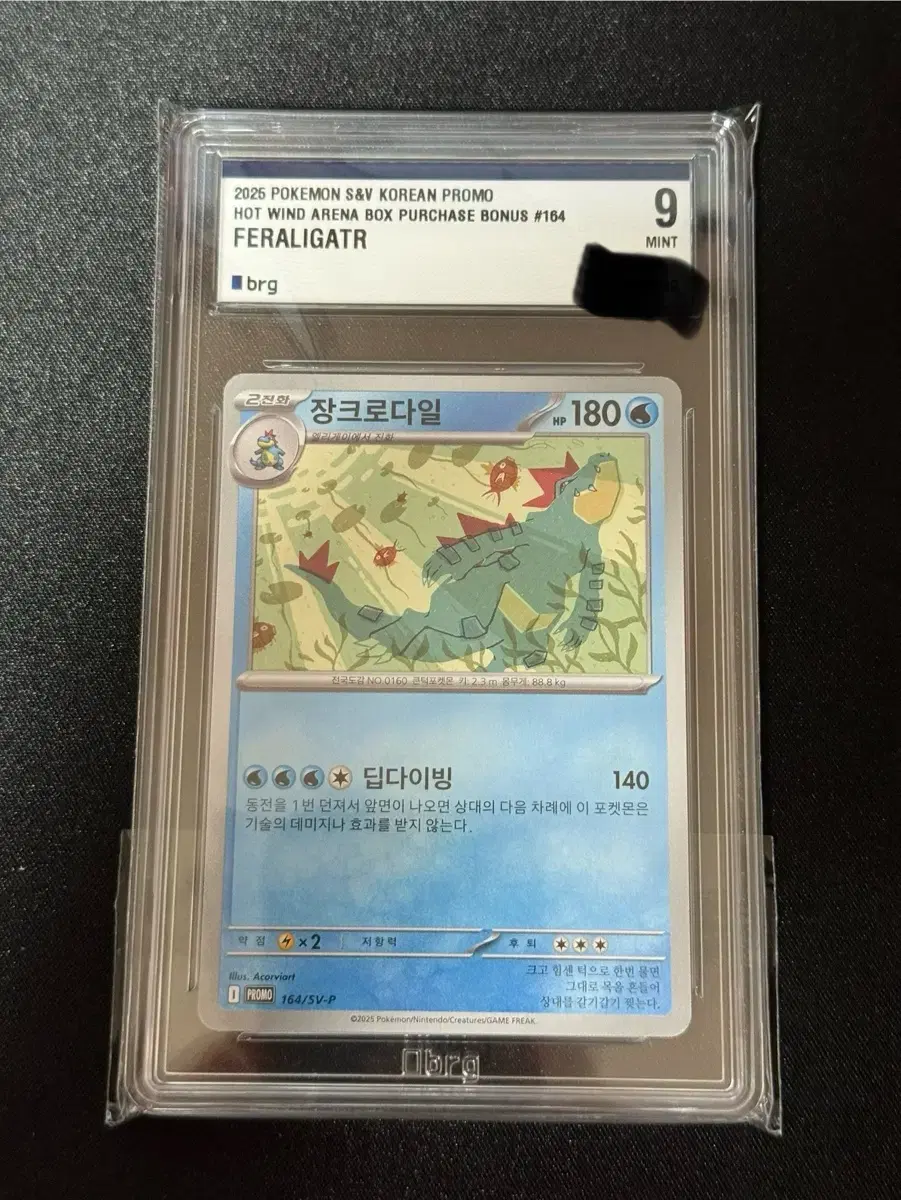 2025 POKEMON S&V KOREAN PROMO
HOT WIND ARENA BOX PURCHASE BONUS #164
FERALIGATR
9
MINT
brg
2진화
장크로다일
HP 180
엘리게이에서 진화
전국도감 NO.0160 큰턱포켓몬 키: 2.3 m 몸무게: 88.8 kg
딥다이빙 140
동전을 1번 던져서 앞면이 나오면 상대의 다음 차례에 이 포켓몬은
기술의 데미지나 효과를 받지 않는다.
약점 ×2 저항력 후퇴
크고 힘센 턱으로 한번 물면
그대로 목을 흔들어
상대를 갈기갈기 찢는다.
Illus. Acorviart
I PROMO 164/SV-P
©2025 Pokémon/Nintendo/Creatures/GAME FREAK.
brg